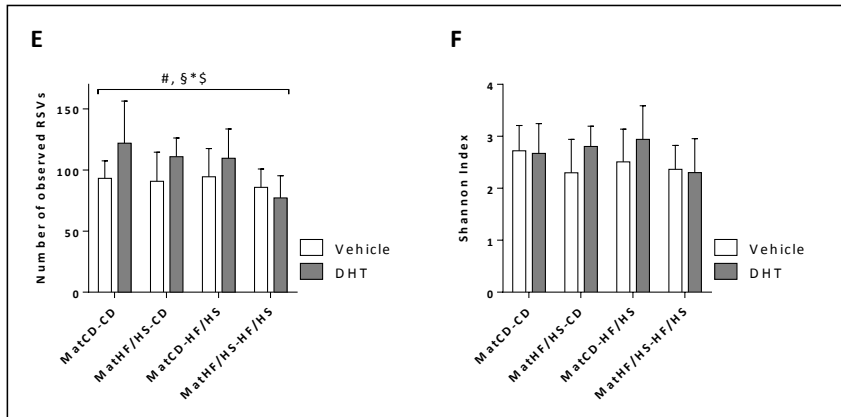 E
#, §*$
Number of observed RSVs
150
100
50
0
MatCD-CD
MatHF/HS-CD
MatCD-HF/HS
MatHF/HS-HF/HS
Vehicle
DHT
F
Shannon Index
4
3
2
1
0
MatCD-CD
MatHF/HS-CD
MatCD-HF/HS
MatHF/HS-HF/HS
Vehicle
DHT